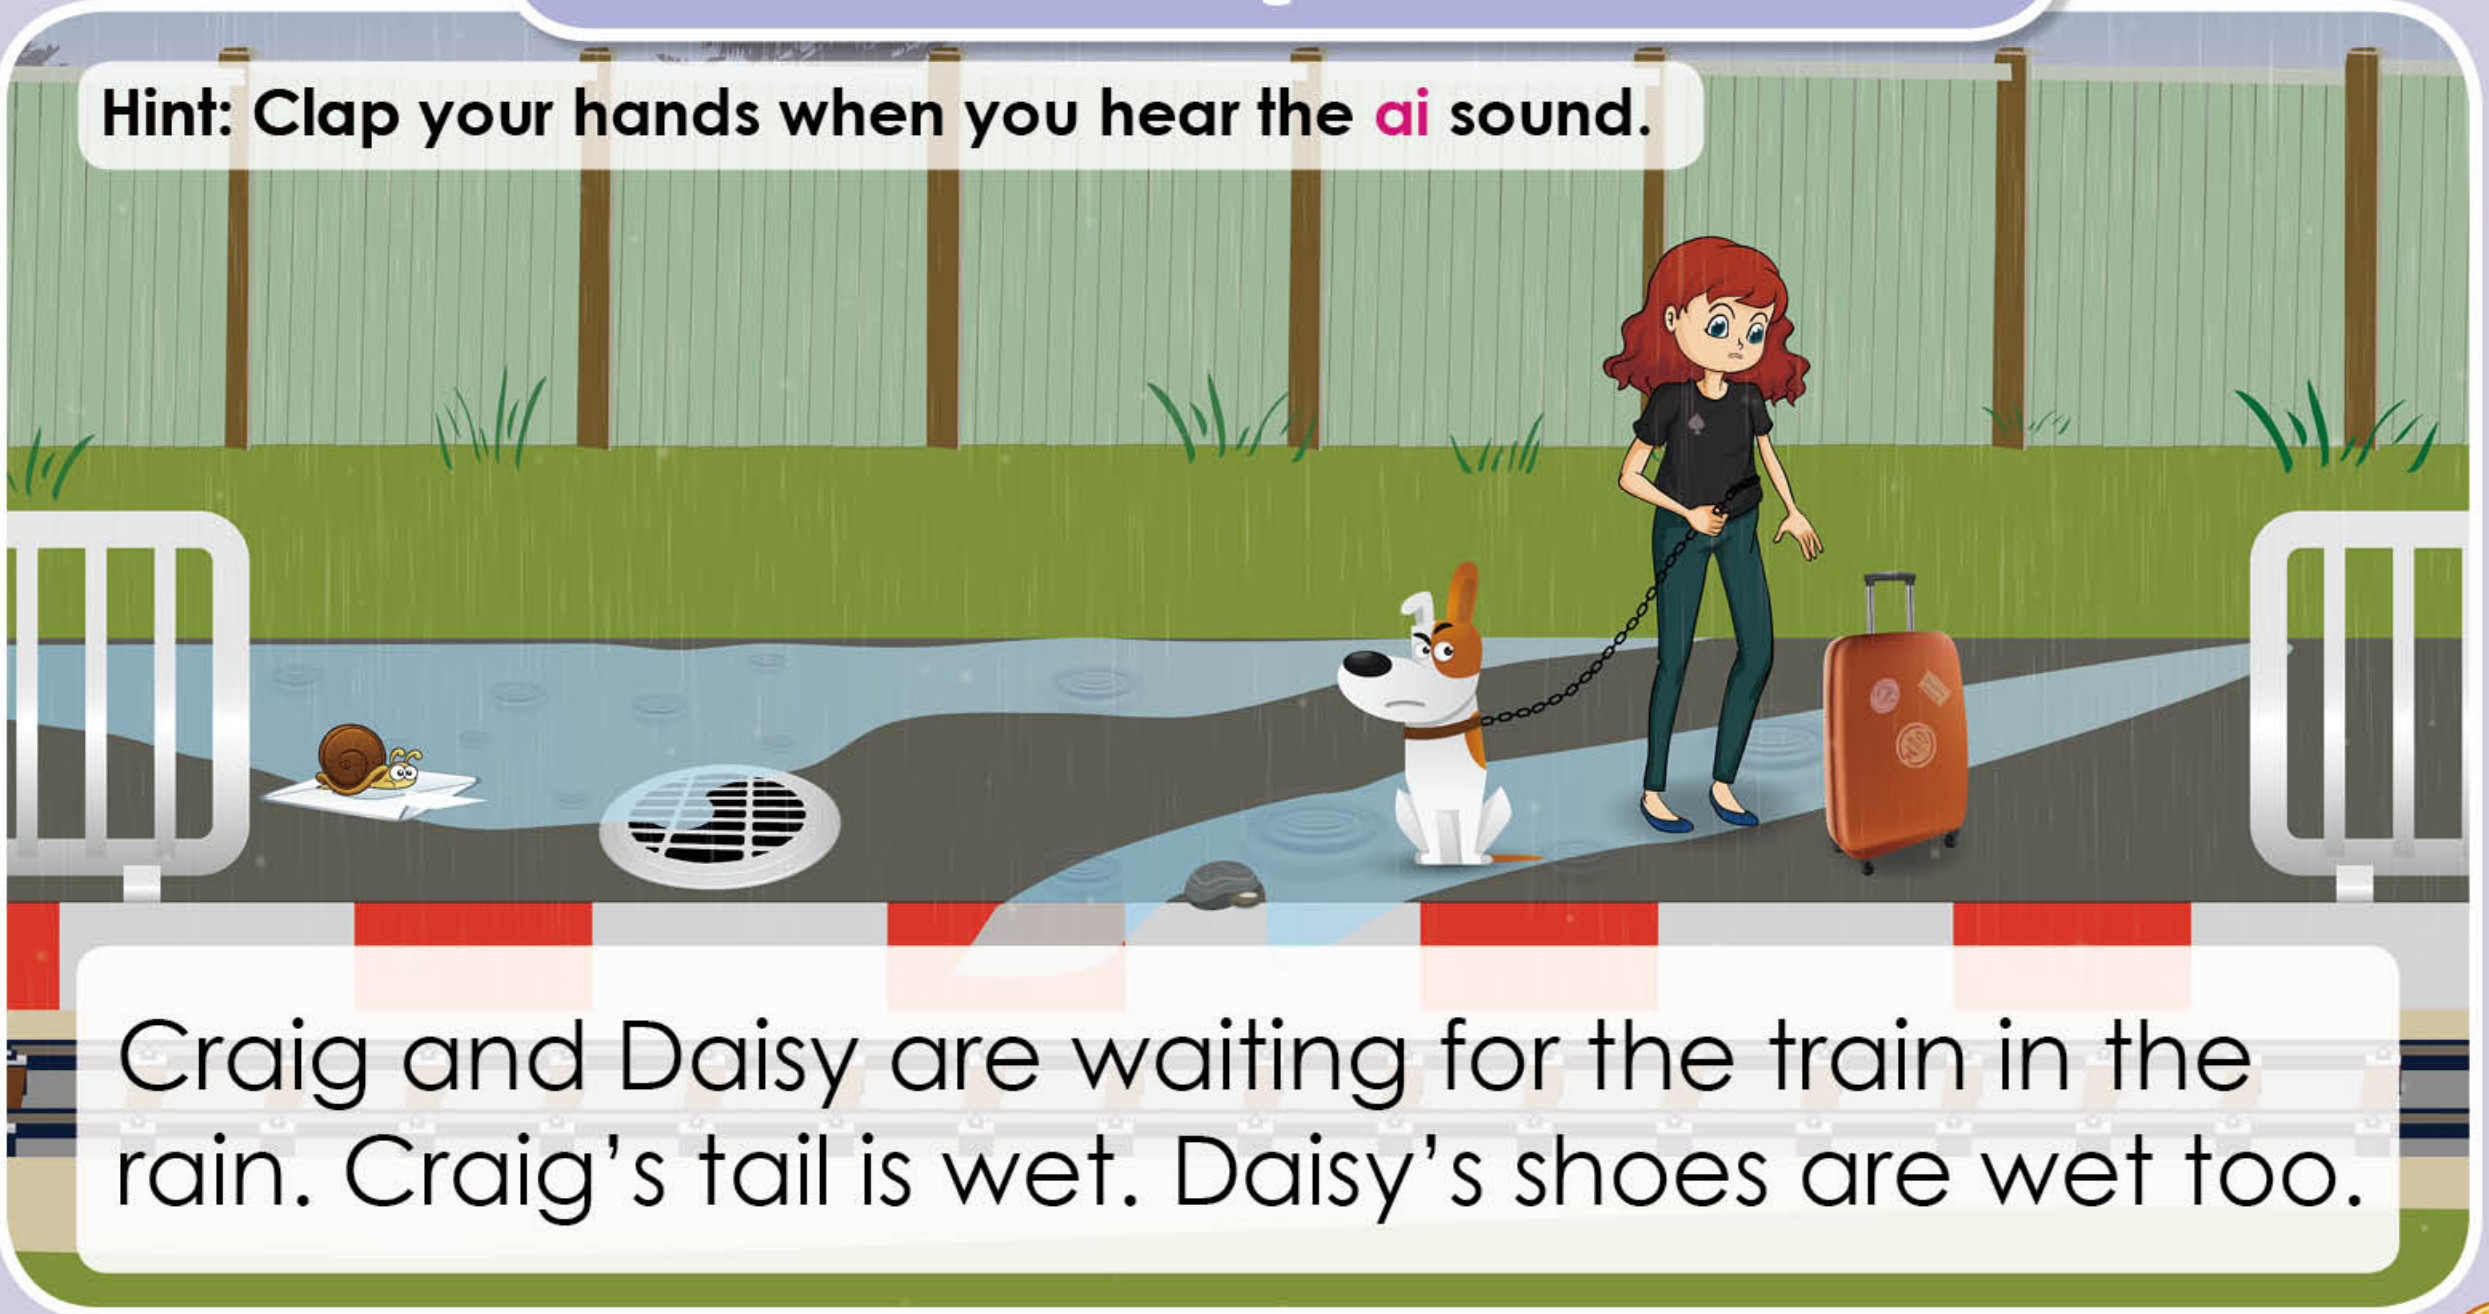 Hint: Clap your hands when you hear the ai sound.
Craig and Daisy are waiting for the train in the
rain. Craig’s tail is wet. Daisy’s shoes are wet too.